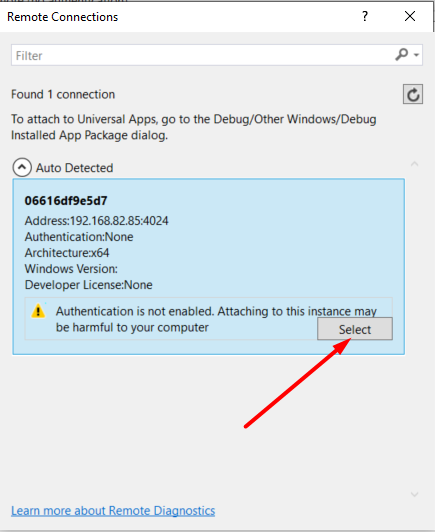 Remote Connections
Filter
Found 1 connection
To attach to Universal Apps, go to the Debug/Other Windows/Debug
Installed App Package dialog.
Auto Detected
06616df9e5d7
Address:192.168.82.85:4024
Authentication:None
Architecture:x64
Windows Version:
Developer License:None
Authentication is not enabled. Attaching to this instance may
be harmful to your computer
Select
Learn more about Remote Diagnostics